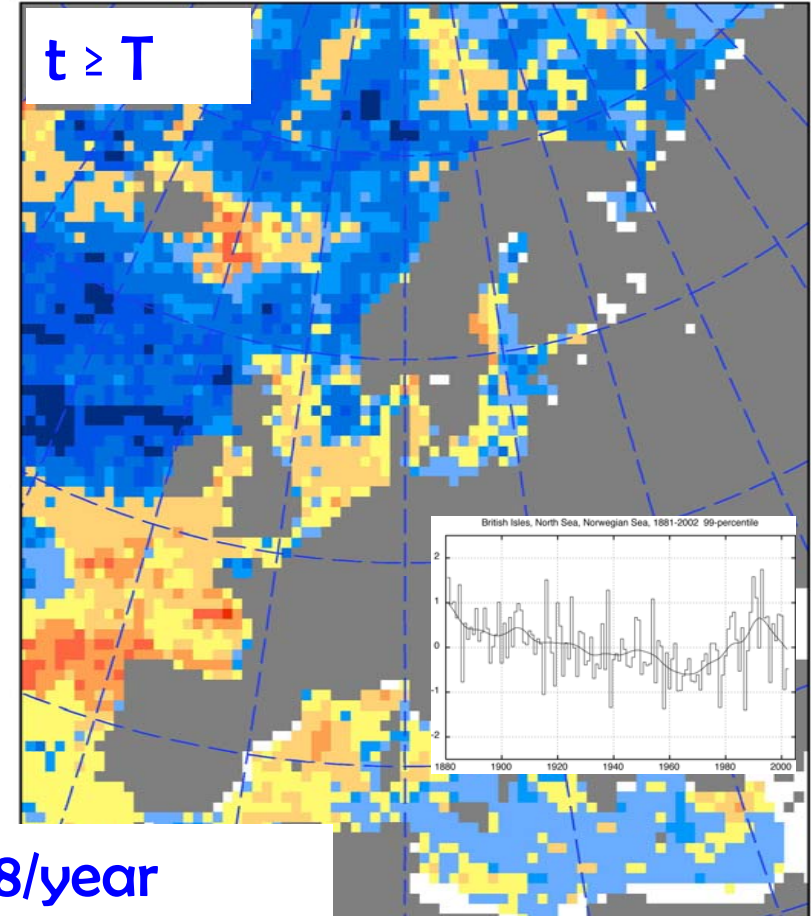 t ≥ T
British Isles, North Sea, Norwegian Sea, 1881-2002 99-percentile
2
1
0
-1
-2
1880 1900 1920 1940 1960 1980 2000
8/year